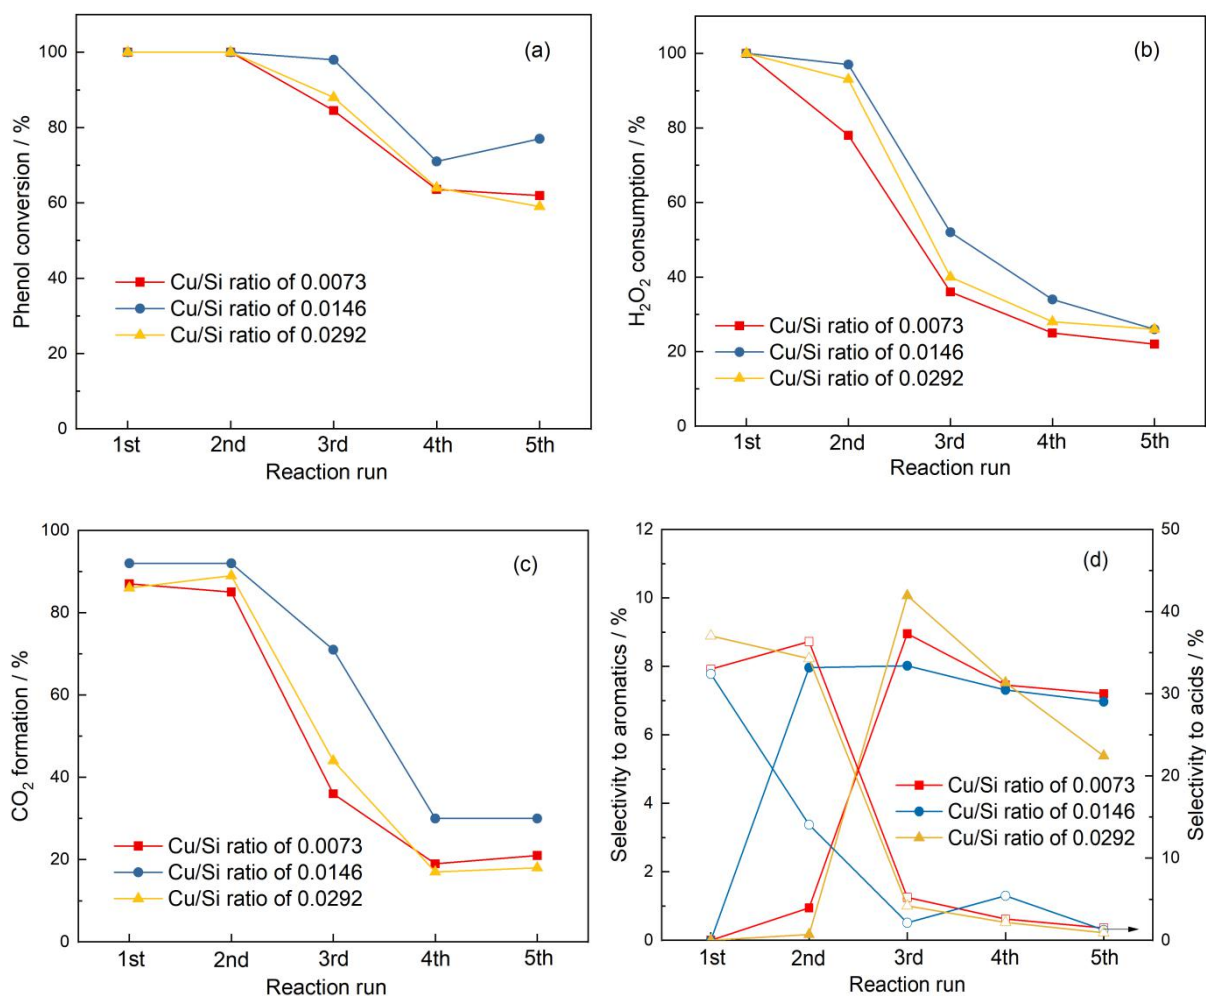 (a)
100
80
60
40
20
0
Phenol conversion / %
Cu/Si ratio of 0.0073
Cu/Si ratio of 0.0146
Cu/Si ratio of 0.0292
1st 2nd 3rd 4th 5th
Reaction run
(b)
100
80
60
40
20
0
H₂O₂ consumption / %
Cu/Si ratio of 0.0073
Cu/Si ratio of 0.0146
Cu/Si ratio of 0.0292
1st 2nd 3rd 4th 5th
Reaction run
(c)
100
80
60
40
20
0
CO₂ formation / %
Cu/Si ratio of 0.0073
Cu/Si ratio of 0.0146
Cu/Si ratio of 0.0292
1st 2nd 3rd 4th 5th
Reaction run
(d)
12
10
8
6
4
2
0
Selectivity to aromatics / %
Cu/Si ratio of 0.0073
Cu/Si ratio of 0.0146
Cu/Si ratio of 0.0292
50
40
30
20
10
0
Selectivity to acids / %
1st 2nd 3rd 4th 5th
Reaction run